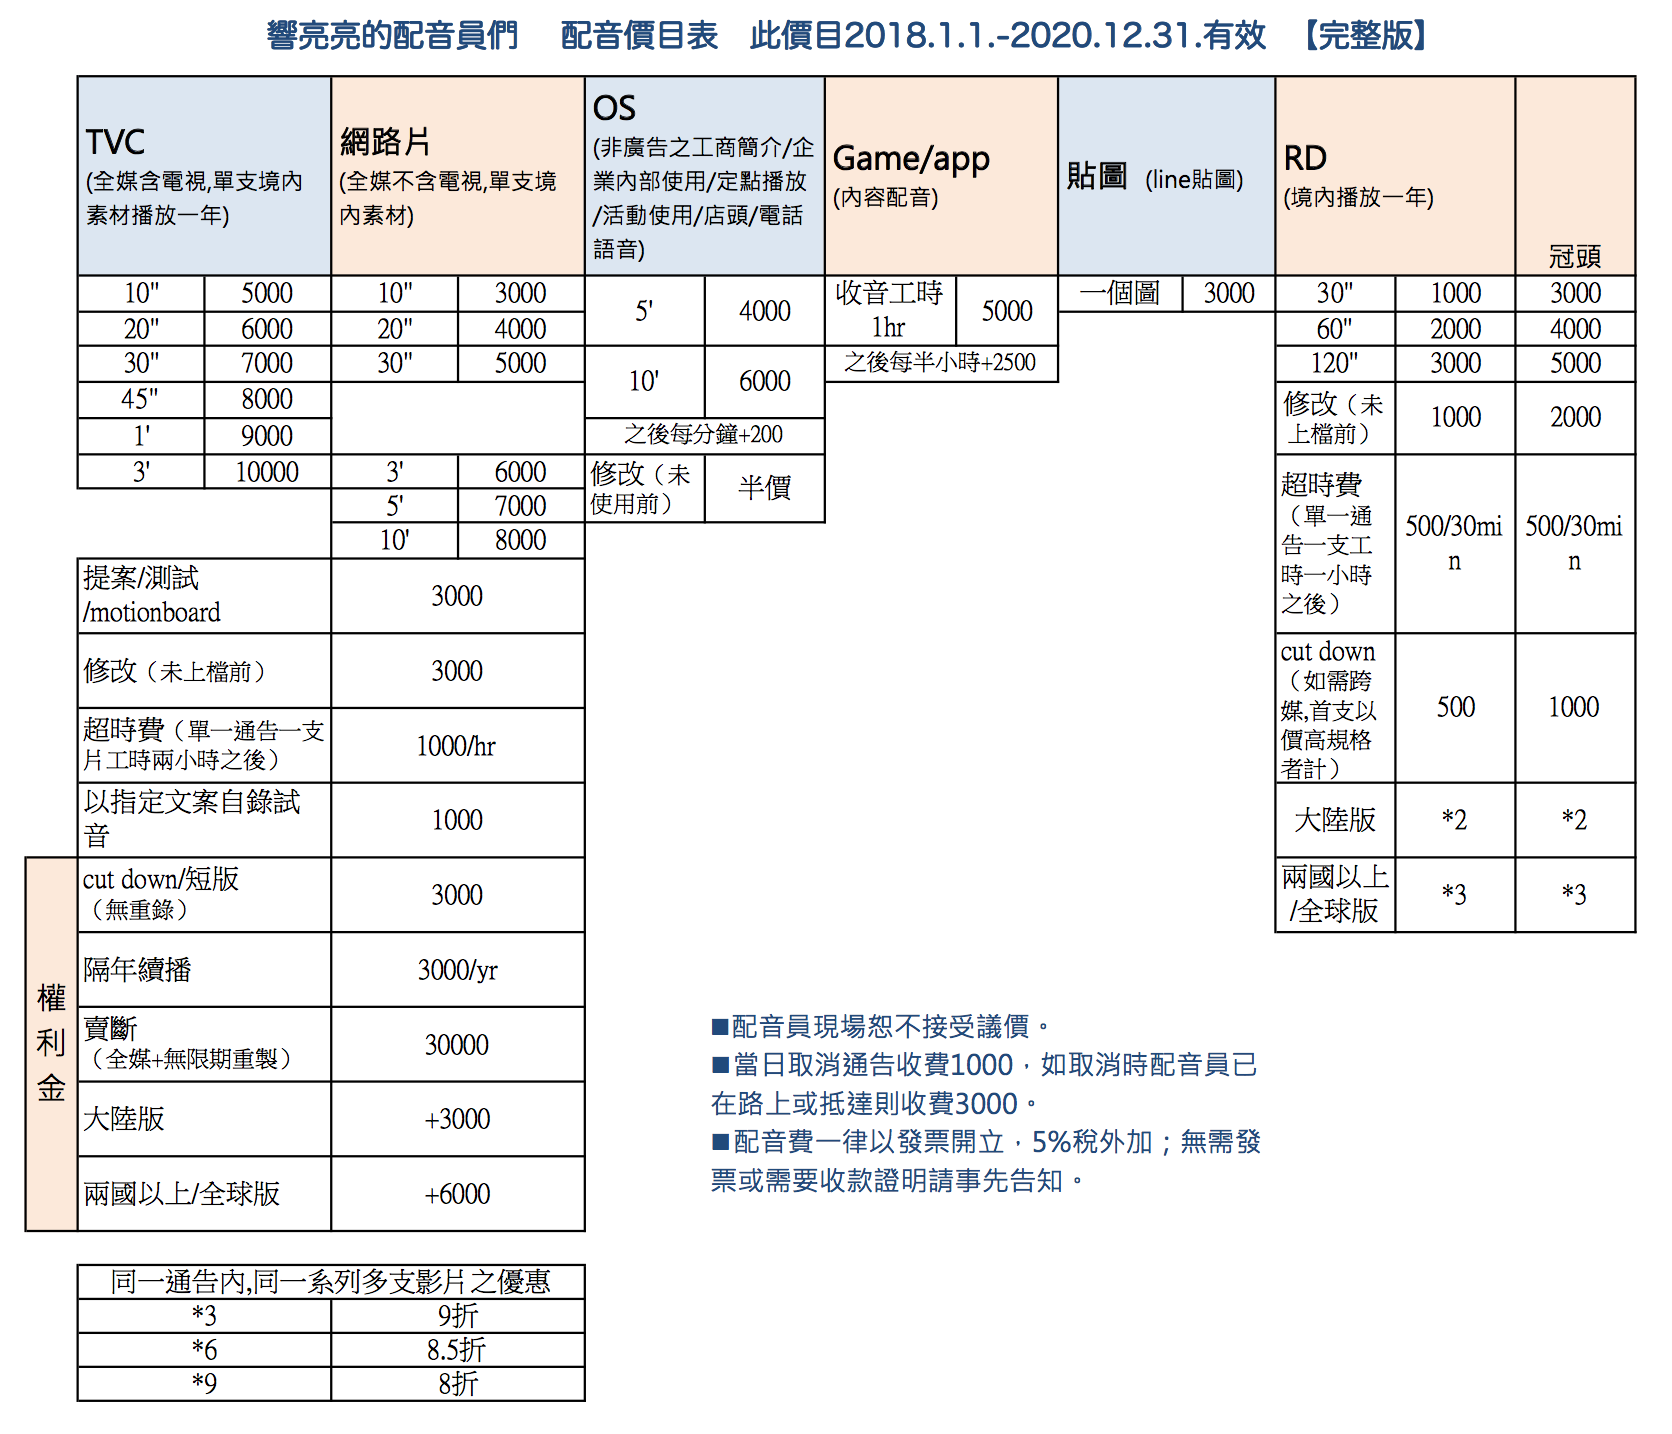 響亮亮的配音員們 配音價目表 此價目2018.1.1.-2020.12.31.有效 【完整版】
TVC
(全媒含電視,單支境內
素材播放一年)
網路片
(全媒不含電視,單支境
內素材)
OS
(非廣告之工商簡介/企
業內部使用/定點播放
/活動使用/店頭/電話
語音)
Game/app
(內容配音)
貼圖 (line貼圖)
RD
(境內播放一年)
冠頭
10" 5000
20" 6000
30" 7000
45" 8000
1' 9000
3' 10000
10" 3000
20" 4000
30" 5000
3' 6000
5' 7000
10' 8000
5' 4000
10' 6000
之後每分鐘+200
修改（未
使用前） 半價
收音工時
1hr 5000
之後每半小時+2500
一個圖 3000
30" 1000 3000
60" 2000 4000
120" 3000 5000
修改（未
上檔前） 1000 2000
超時費
（單一通
告一支工
時一小時
之後）
500/30mi
n
500/30mi
n
cut down
（如需跨
媒,首支以
價高規格
者計）
500 1000
大陸版 *2 *2
兩國以上
/全球版 *3 *3
提案/測試
/motionboard
3000
修改（未上檔前） 3000
超時費（單一通告一支
片工時兩小時之後）
1000/hr
以指定文案自錄試
音
1000
權
利
金
cut down/短版
（無重錄）
3000
隔年續播 3000/yr
賣斷
（全媒+無限期重製）
30000
大陸版 +3000
兩國以上/全球版 +6000
■配音員現場恕不接受議價。
■當日取消通告收費1000，如取消時配音員已
在路上或抵達則收費3000。
■配音費一律以發票開立，5%稅外加；無需發
票或需要收款證明請事先告知。
同一通告內,同一系列多支影片之優惠
*3 9折
*6 8.5折
*9 8折